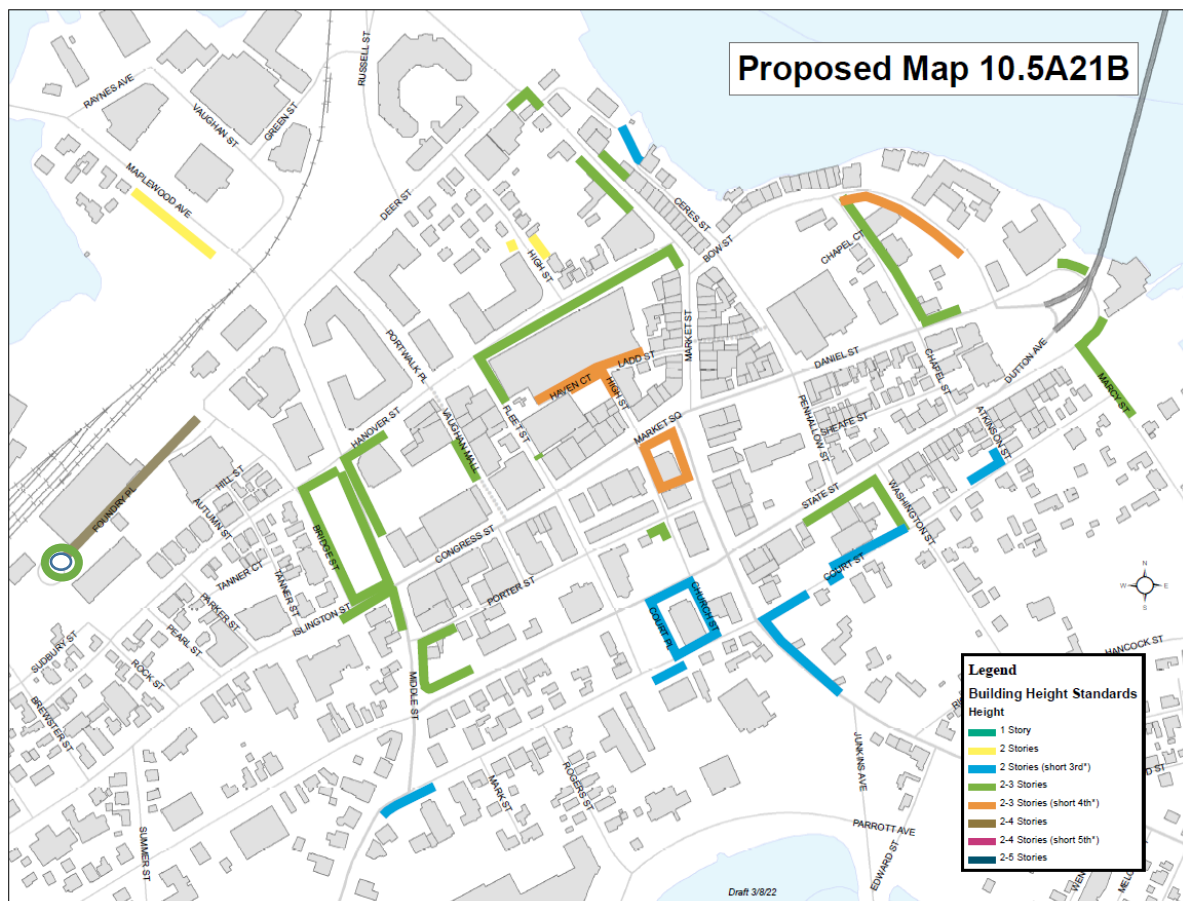 Proposed Map 10.5A21B
RUSSELL ST
RAYNES AVE
VAUGHAN ST
GREEN ST
MAPLEWOOD AVE
DEER ST
CERES ST
BOW ST
HIGH ST
CHAPEL CT
PORTWALK PL
MARKET ST
LADD ST
HAVEN CT
HIGH ST
DANIEL ST
CHAPEL ST
DUTTON AVE
MARCY ST
HANOVER ST
VAUGHAN MALL
FLEET ST
MARKET SQ
PENHALLOW ST
SHEAFE ST
ATKINSON ST
FOUNDRY PL
HILL ST
AUTUMN ST
BRIDGE ST
CONGRESS ST
STATE ST
WASHINGTON ST
TANNER CT
TANNER ST
ISLINGTON ST
PORTER ST
COURT ST
PARKER ST
PEARL ST
SUDBURY ST
ROCK ST
BREWSTER ST
COURT PL
CHURCH ST
MIDDLE ST
N
W
E
S
HANCOCK ST
JUNKINS AVE
MARK ST
ROGERS ST
SUMMER ST
PARROTT AVE
EDWARD ST
Legend
Building Height Standards
Height
1 Story
2 Stories
2 Stories (short 3rd*)
2-3 Stories
2-3 Stories (short 4th*)
2-4 Stories
2-4 Stories (short 5th*)
2-5 Stories
Draft 3/8/22